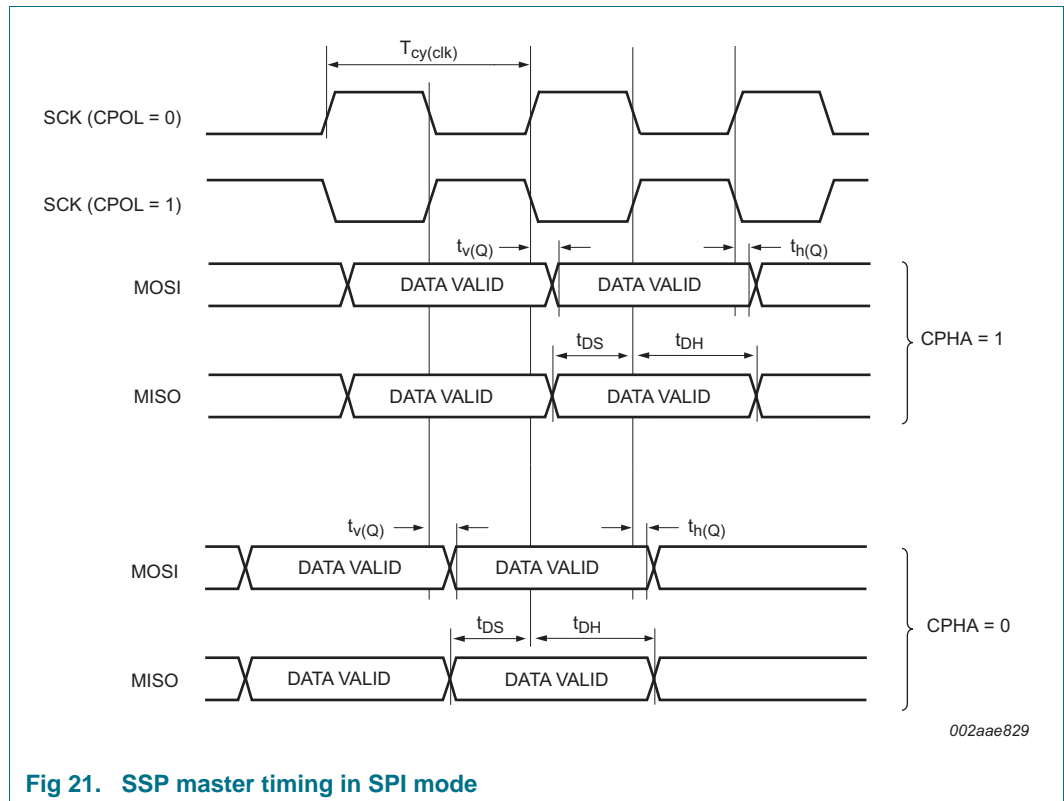 Tcy(clk)
SCK (CPOL = 0)
SCK (CPOL = 1)
tv(Q)
th(Q)
MOSI
DATA VALID
DATA VALID
CPHA = 1
tDS
tDH
MISO
DATA VALID
DATA VALID
tv(Q)
th(Q)
MOSI
DATA VALID
DATA VALID
CPHA = 0
tDS
tDH
MISO
DATA VALID
DATA VALID
002aae829
Fig 21. SSP master timing in SPI mode